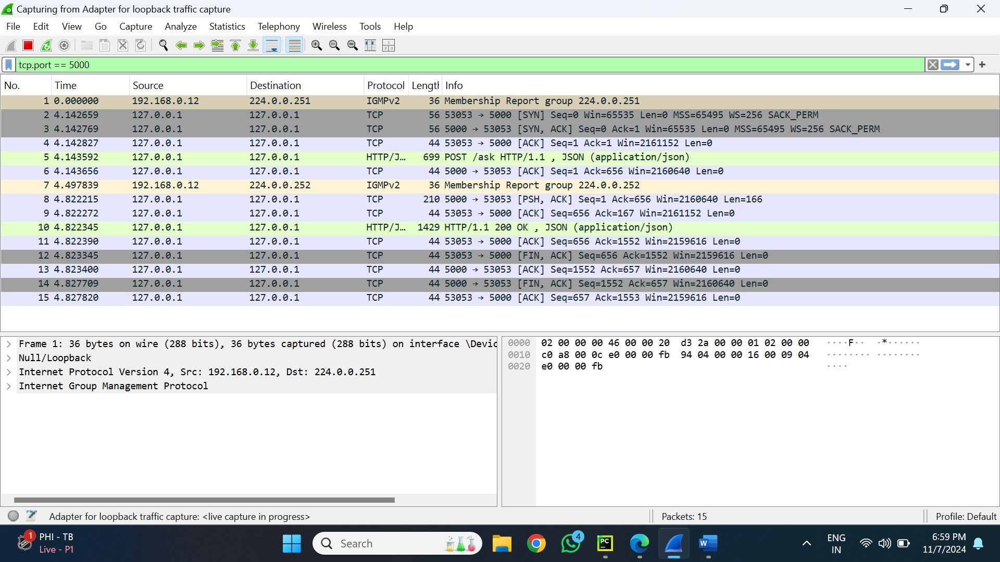 Capturing from Adapter for loopback traffic capture
File Edit View Go Capture Analyze Statistics Telephony Wireless Tools Help
tcp.port == 5000
No. Time Source Destination Protocol Length Info
1 0.000000 192.168.0.12 224.0.0.251 IGMPv2 36 Membership Report group 224.0.0.251
2 4.142659 127.0.0.1 127.0.0.1 TCP 56 53053 → 5000 [SYN] Seq=0 Win=65535 Len=0 MSS=65495 WS=256 SACK_PERM
3 4.142769 127.0.0.1 127.0.0.1 TCP 56 5000 → 53053 [SYN, ACK] Seq=0 Ack=1 Win=65535 Len=0 MSS=65495 WS=256 SACK_PERM
4 4.142827 127.0.0.1 127.0.0.1 TCP 44 53053 → 5000 [ACK] Seq=1 Ack=1 Win=2161152 Len=0
5 4.143592 127.0.0.1 127.0.0.1 HTTP/J… 699 POST /ask HTTP/1.1 , JSON (application/json)
6 4.143656 127.0.0.1 127.0.0.1 TCP 44 5000 → 53053 [ACK] Seq=1 Ack=656 Win=2160640 Len=0
7 4.497839 192.168.0.12 224.0.0.252 IGMPv2 36 Membership Report group 224.0.0.252
8 4.822215 127.0.0.1 127.0.0.1 TCP 210 5000 → 53053 [PSH, ACK] Seq=1 Ack=656 Win=2160640 Len=166
9 4.822272 127.0.0.1 127.0.0.1 TCP 44 53053 → 5000 [ACK] Seq=656 Ack=167 Win=2161152 Len=0
10 4.822345 127.0.0.1 127.0.0.1 HTTP/J… 1429 HTTP/1.1 200 OK , JSON (application/json)
11 4.822390 127.0.0.1 127.0.0.1 TCP 44 53053 → 5000 [ACK] Seq=656 Ack=1552 Win=2159616 Len=0
12 4.823345 127.0.0.1 127.0.0.1 TCP 44 53053 → 5000 [FIN, ACK] Seq=656 Ack=1552 Win=2159616 Len=0
13 4.823400 127.0.0.1 127.0.0.1 TCP 44 5000 → 53053 [ACK] Seq=1552 Ack=657 Win=2160640 Len=0
14 4.827709 127.0.0.1 127.0.0.1 TCP 44 5000 → 53053 [FIN, ACK] Seq=1552 Ack=657 Win=2160640 Len=0
15 4.827820 127.0.0.1 127.0.0.1 TCP 44 53053 → 5000 [ACK] Seq=657 Ack=1553 Win=2159616 Len=0
Frame 1: 36 bytes on wire (288 bits), 36 bytes captured (288 bits) on interface \Devic
Null/Loopback
Internet Protocol Version 4, Src: 192.168.0.12, Dst: 224.0.0.251
Internet Group Management Protocol
0000 02 00 00 00 46 00 00 20 d3 2a 00 00 01 02 00 00 ····F·· ·*······
0010 c0 a8 00 0c e0 00 00 fb 94 04 00 00 16 00 09 04 ········ ········
0020 e0 00 00 fb ····
Adapter for loopback traffic capture: <live capture in progress> Packets: 15 Profile: Default
1 PHI - TB
Live - P1
Search
4
PC
W
ENG
IN
6:59 PM
11/7/2024